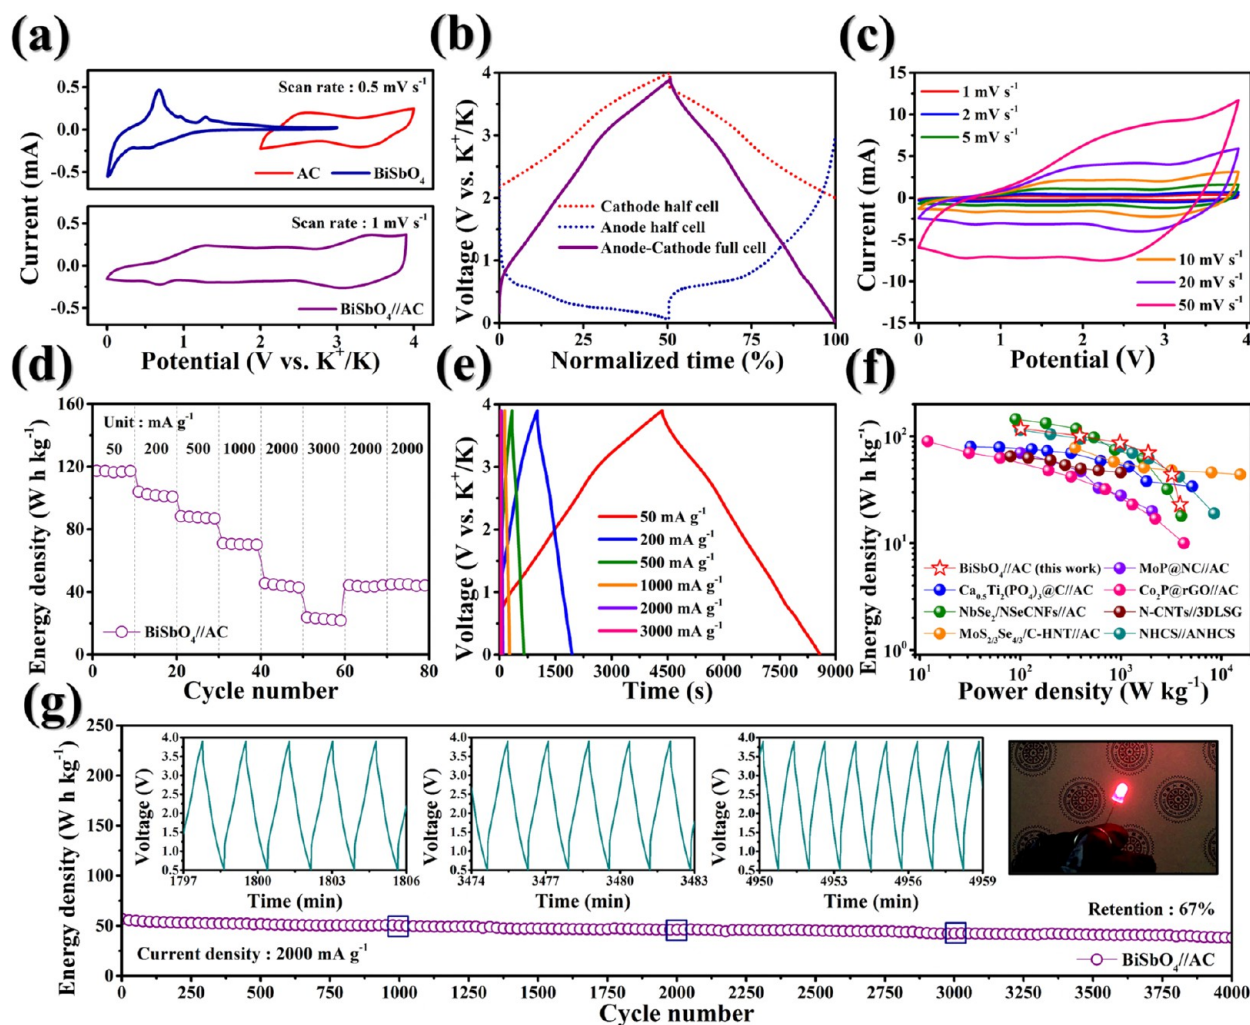 (a)
0.5
0.0
-0.5
Scan rate : 0.5 mV s⁻¹
AC
BiSbO₄
0.5
0.0
-0.5
Scan rate : 1 mV s⁻¹
BiSbO₄//AC
0 1 2 3 4
Current (mA)
Potential (V vs. K⁺/K)
(b)
4
3
2
1
0
Cathode half cell
Anode half cell
Anode-Cathode full cell
0 25 50 75 100
Voltage (V vs. K⁺/K)
Normalized time (%)
(c)
15
10
5
0
-5
-10
-15
1 mV s⁻¹
2 mV s⁻¹
5 mV s⁻¹
10 mV s⁻¹
20 mV s⁻¹
50 mV s⁻¹
0 1 2 3 4
Current (mA)
Potential (V)
(d)
160
120
80
40
0
Unit : mA g⁻¹
50 200 500 1000 2000 3000 2000 2000
BiSbO₄//AC
0 20 40 60 80
Energy density (W h kg⁻¹)
Cycle number
(e)
4
3
2
1
0
50 mA g⁻¹
200 mA g⁻¹
500 mA g⁻¹
1000 mA g⁻¹
2000 mA g⁻¹
3000 mA g⁻¹
0 1500 3000 4500 6000 7500 9000
Voltage (V vs. K⁺/K)
Time (s)
(f)
10²
10¹
10⁰
BiSbO₄//AC (this work)
Ca₀.₅Ti₂(PO₄)₃@C//AC
NbSe₂/NSeCNFs//AC
MoS₂/₃Se₄/₃/C-HNT//AC
MoP@NC//AC
Co₂P@rGO//AC
N-CNTs//3DLSG
NHCS//ANHCS
10¹ 10² 10³ 10⁴
Energy density (W h kg⁻¹)
Power density (W kg⁻¹)
(g)
250
200
150
100
50
0
4.0
3.5
3.0
2.5
2.0
1.5
1.0
0.5
1797 1800 1803 1806
Voltage (V)
Time (min)
4.0
3.5
3.0
2.5
2.0
1.5
1.0
0.5
3474 3477 3480 3483
Voltage (V)
Time (min)
4.0
3.5
3.0
2.5
2.0
1.5
1.0
0.5
4950 4953 4956 4959
Voltage (V)
Time (min)
Retention : 67%
Current density : 2000 mA g⁻¹
BiSbO₄//AC
0 250 500 750 1000 1250 1500 1750 2000 2250 2500 2750 3000 3250 3500 3750 4000
Energy density (W h kg⁻¹)
Cycle number